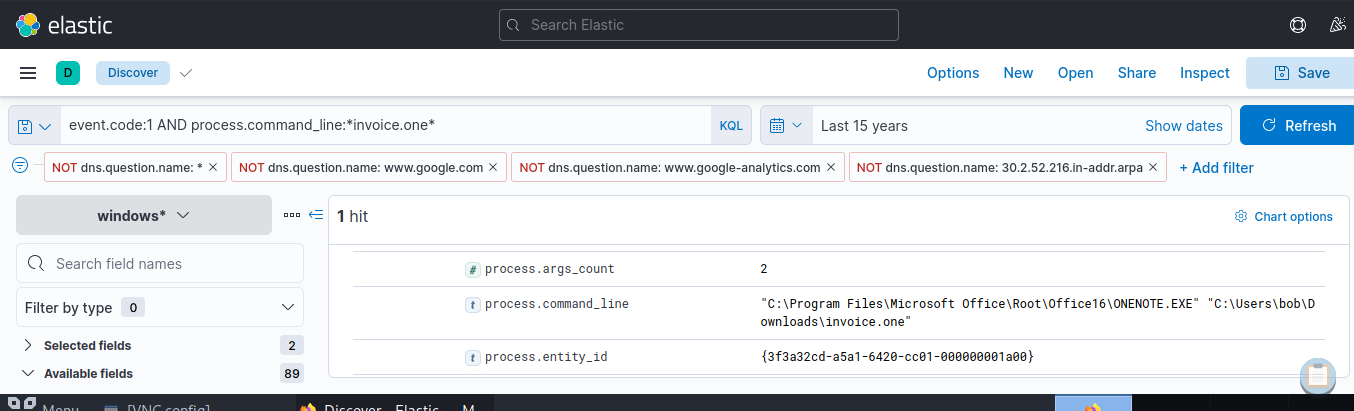 elastic
Search Elastic
D
Discover
Options
New
Open
Share
Inspect
Save
event.code:1 AND process.command_line:*invoice.one*
KQL
Last 15 years
Show dates
Refresh
NOT dns.question.name: *
NOT dns.question.name: www.google.com
NOT dns.question.name: www.google-analytics.com
NOT dns.question.name: 30.2.52.216.in-addr.arpa
+ Add filter
windows*
Search field names
Filter by type 0
Selected fields 2
Available fields 89
1 hit
Chart options
# process.args_count 2
t process.command_line "C:\Program Files\Microsoft Office\Root\Office16\ONENOTE.EXE" "C:\Users\bob\D
ownloads\invoice.one"
t process.entity_id {3f3a32cd-a5a1-6420-cc01-000000001a00}
Menu
[VNC config]
Discover - Elastic — M